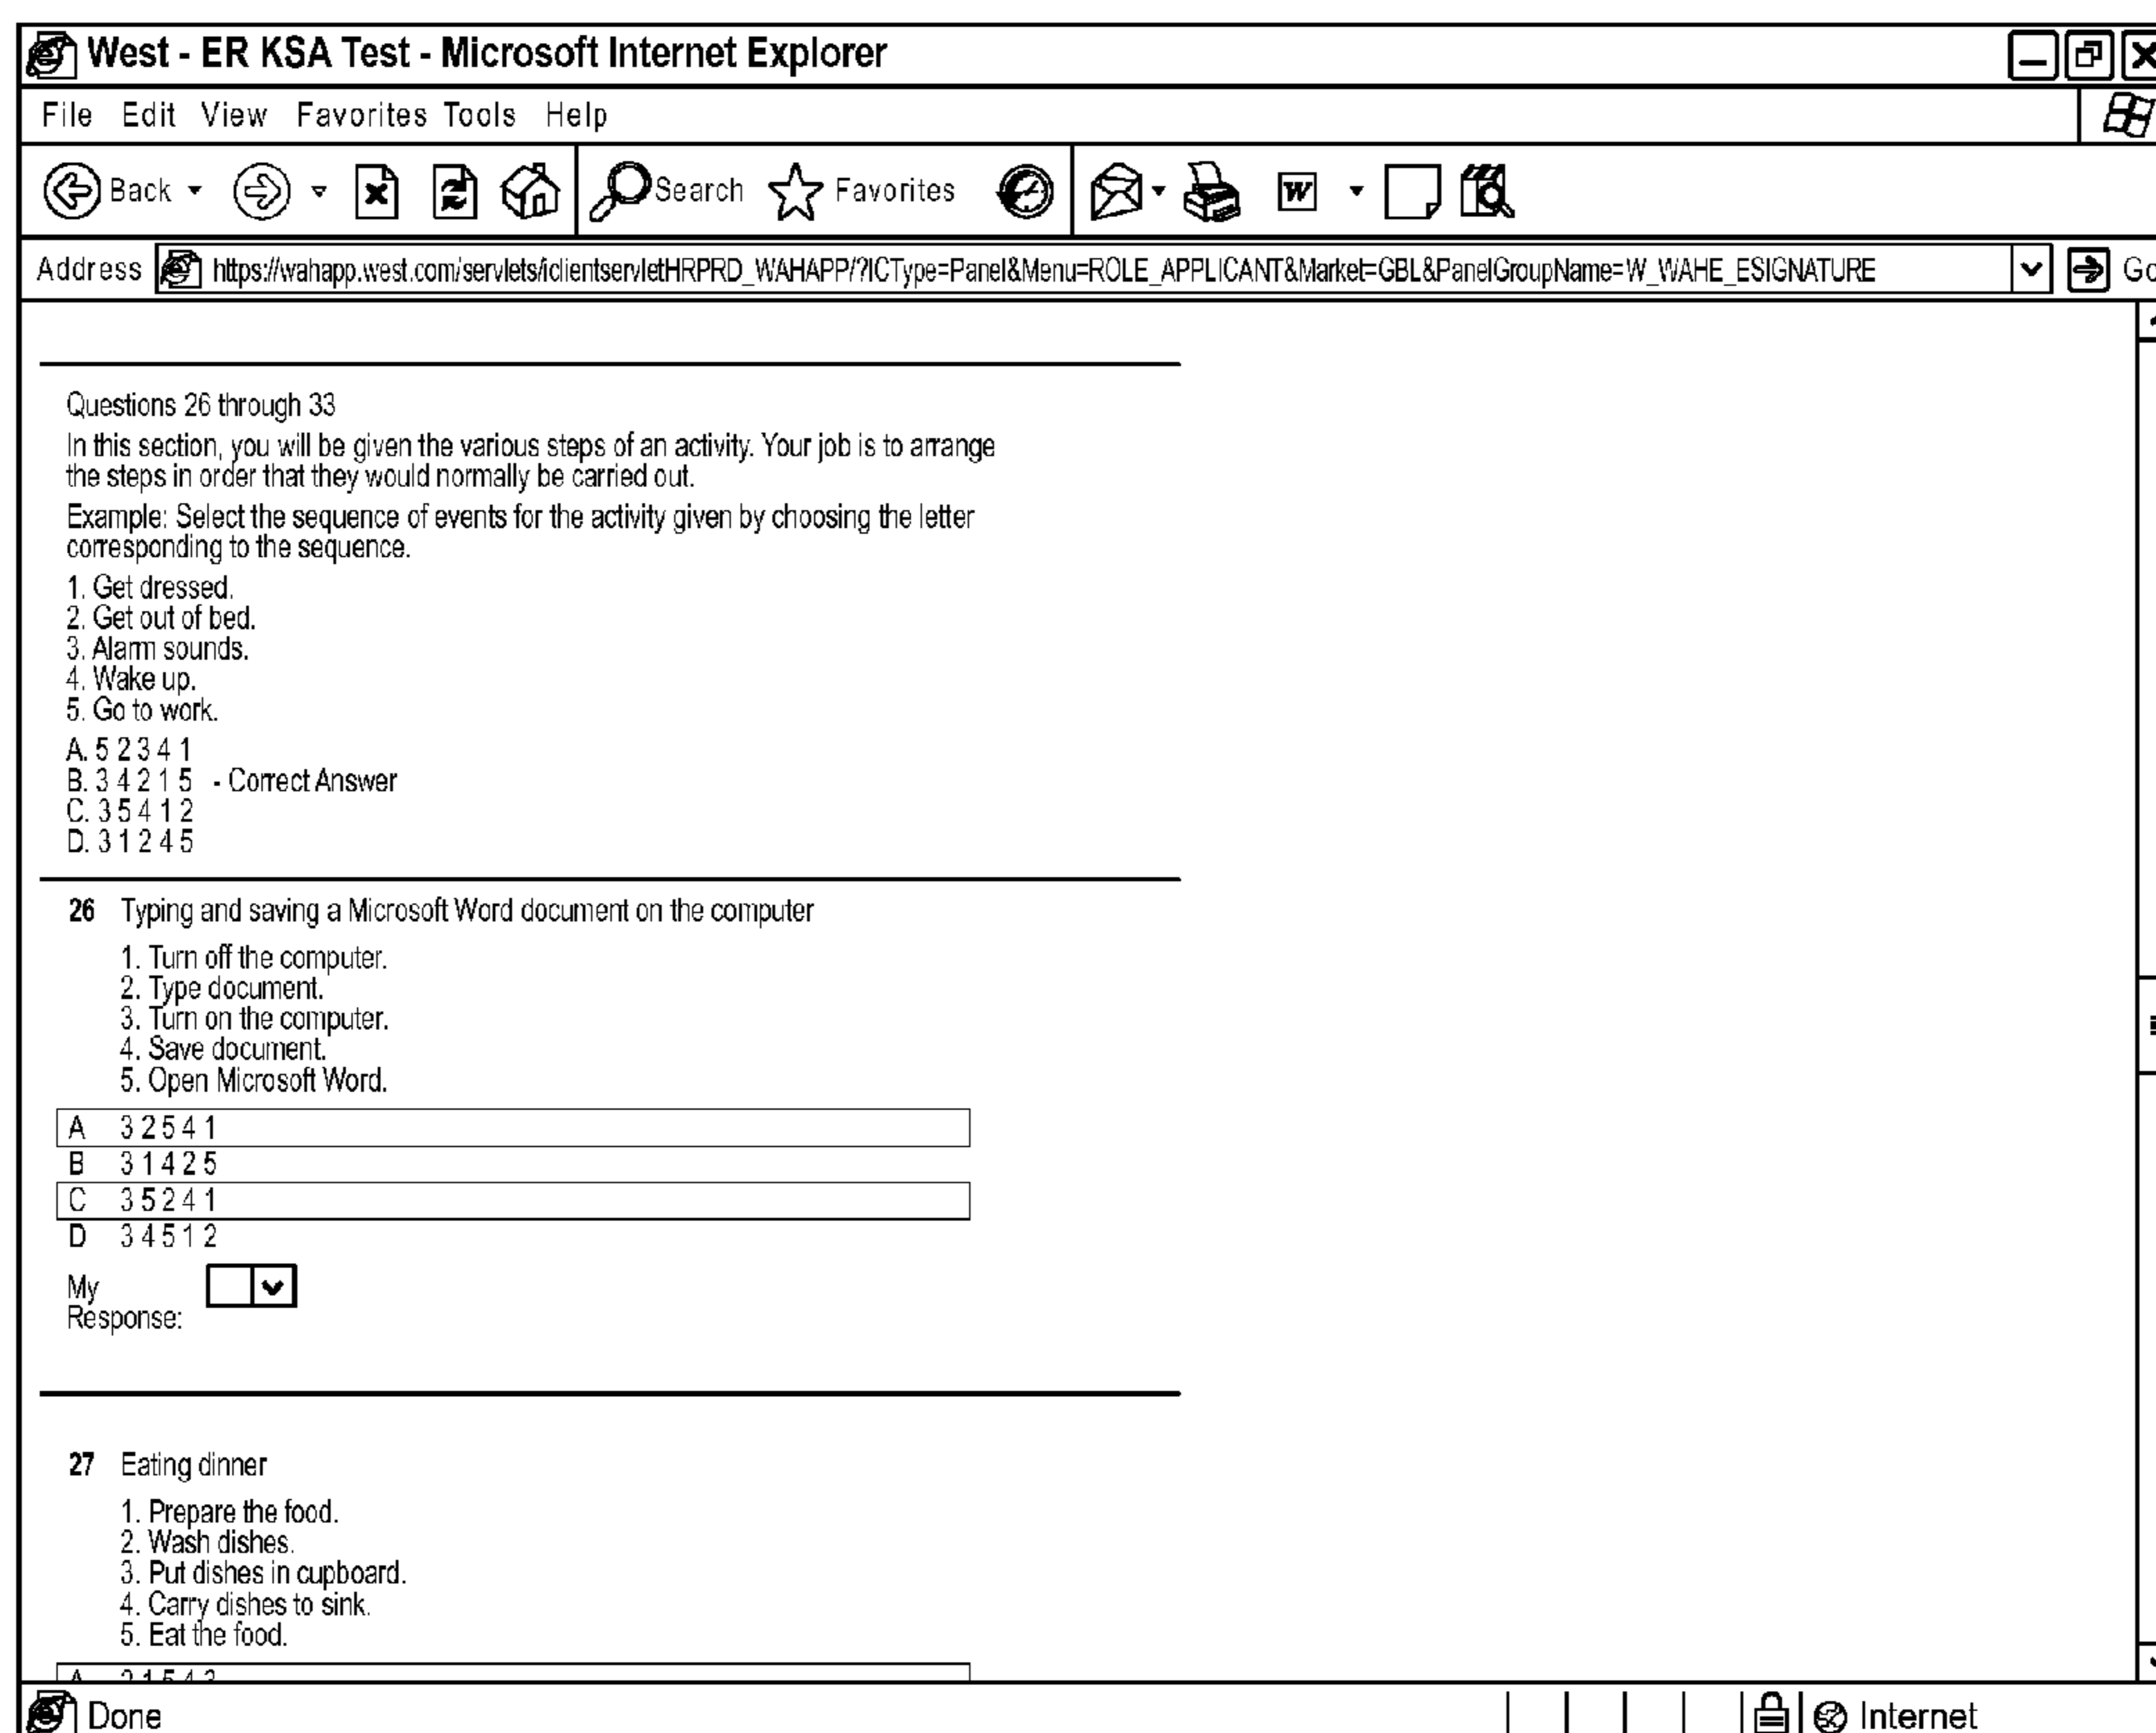 West - ER KSA Test - Microsoft Internet Explorer
File Edit View Favorites Tools Help
Back Search Favorites W
Address https://wahapp.west.com/servlets/iclientservletHRPRD_WAHAPP/?ICType=Panel&Menu=ROLE_APPLICANT&Market=GBL&PanelGroupName=W_WAHE_ESIGNATURE
Questions 26 through 33
In this section, you will be given the various steps of an activity. Your job is to arrange
the steps in order that they would normally be carried out.
Example: Select the sequence of events for the activity given by choosing the letter
corresponding to the sequence.
1. Get dressed.
2. Get out of bed.
3. Alarm sounds.
4. Wake up.
5. Go to work.
A. 5 2 3 4 1
B. 3 4 2 1 5 - Correct Answer
C. 3 5 4 1 2
D. 3 1 2 4 5
26 Typing and saving a Microsoft Word document on the computer
1. Turn off the computer.
2. Type document.
3. Turn on the computer.
4. Save document.
5. Open Microsoft Word.
A 3 2 5 4 1
B 3 1 4 2 5
C 3 5 2 4 1
D 3 4 5 1 2
My
Response:
27 Eating dinner
1. Prepare the food.
2. Wash dishes.
3. Put dishes in cupboard.
4. Carry dishes to sink.
5. Eat the food.
Done Internet